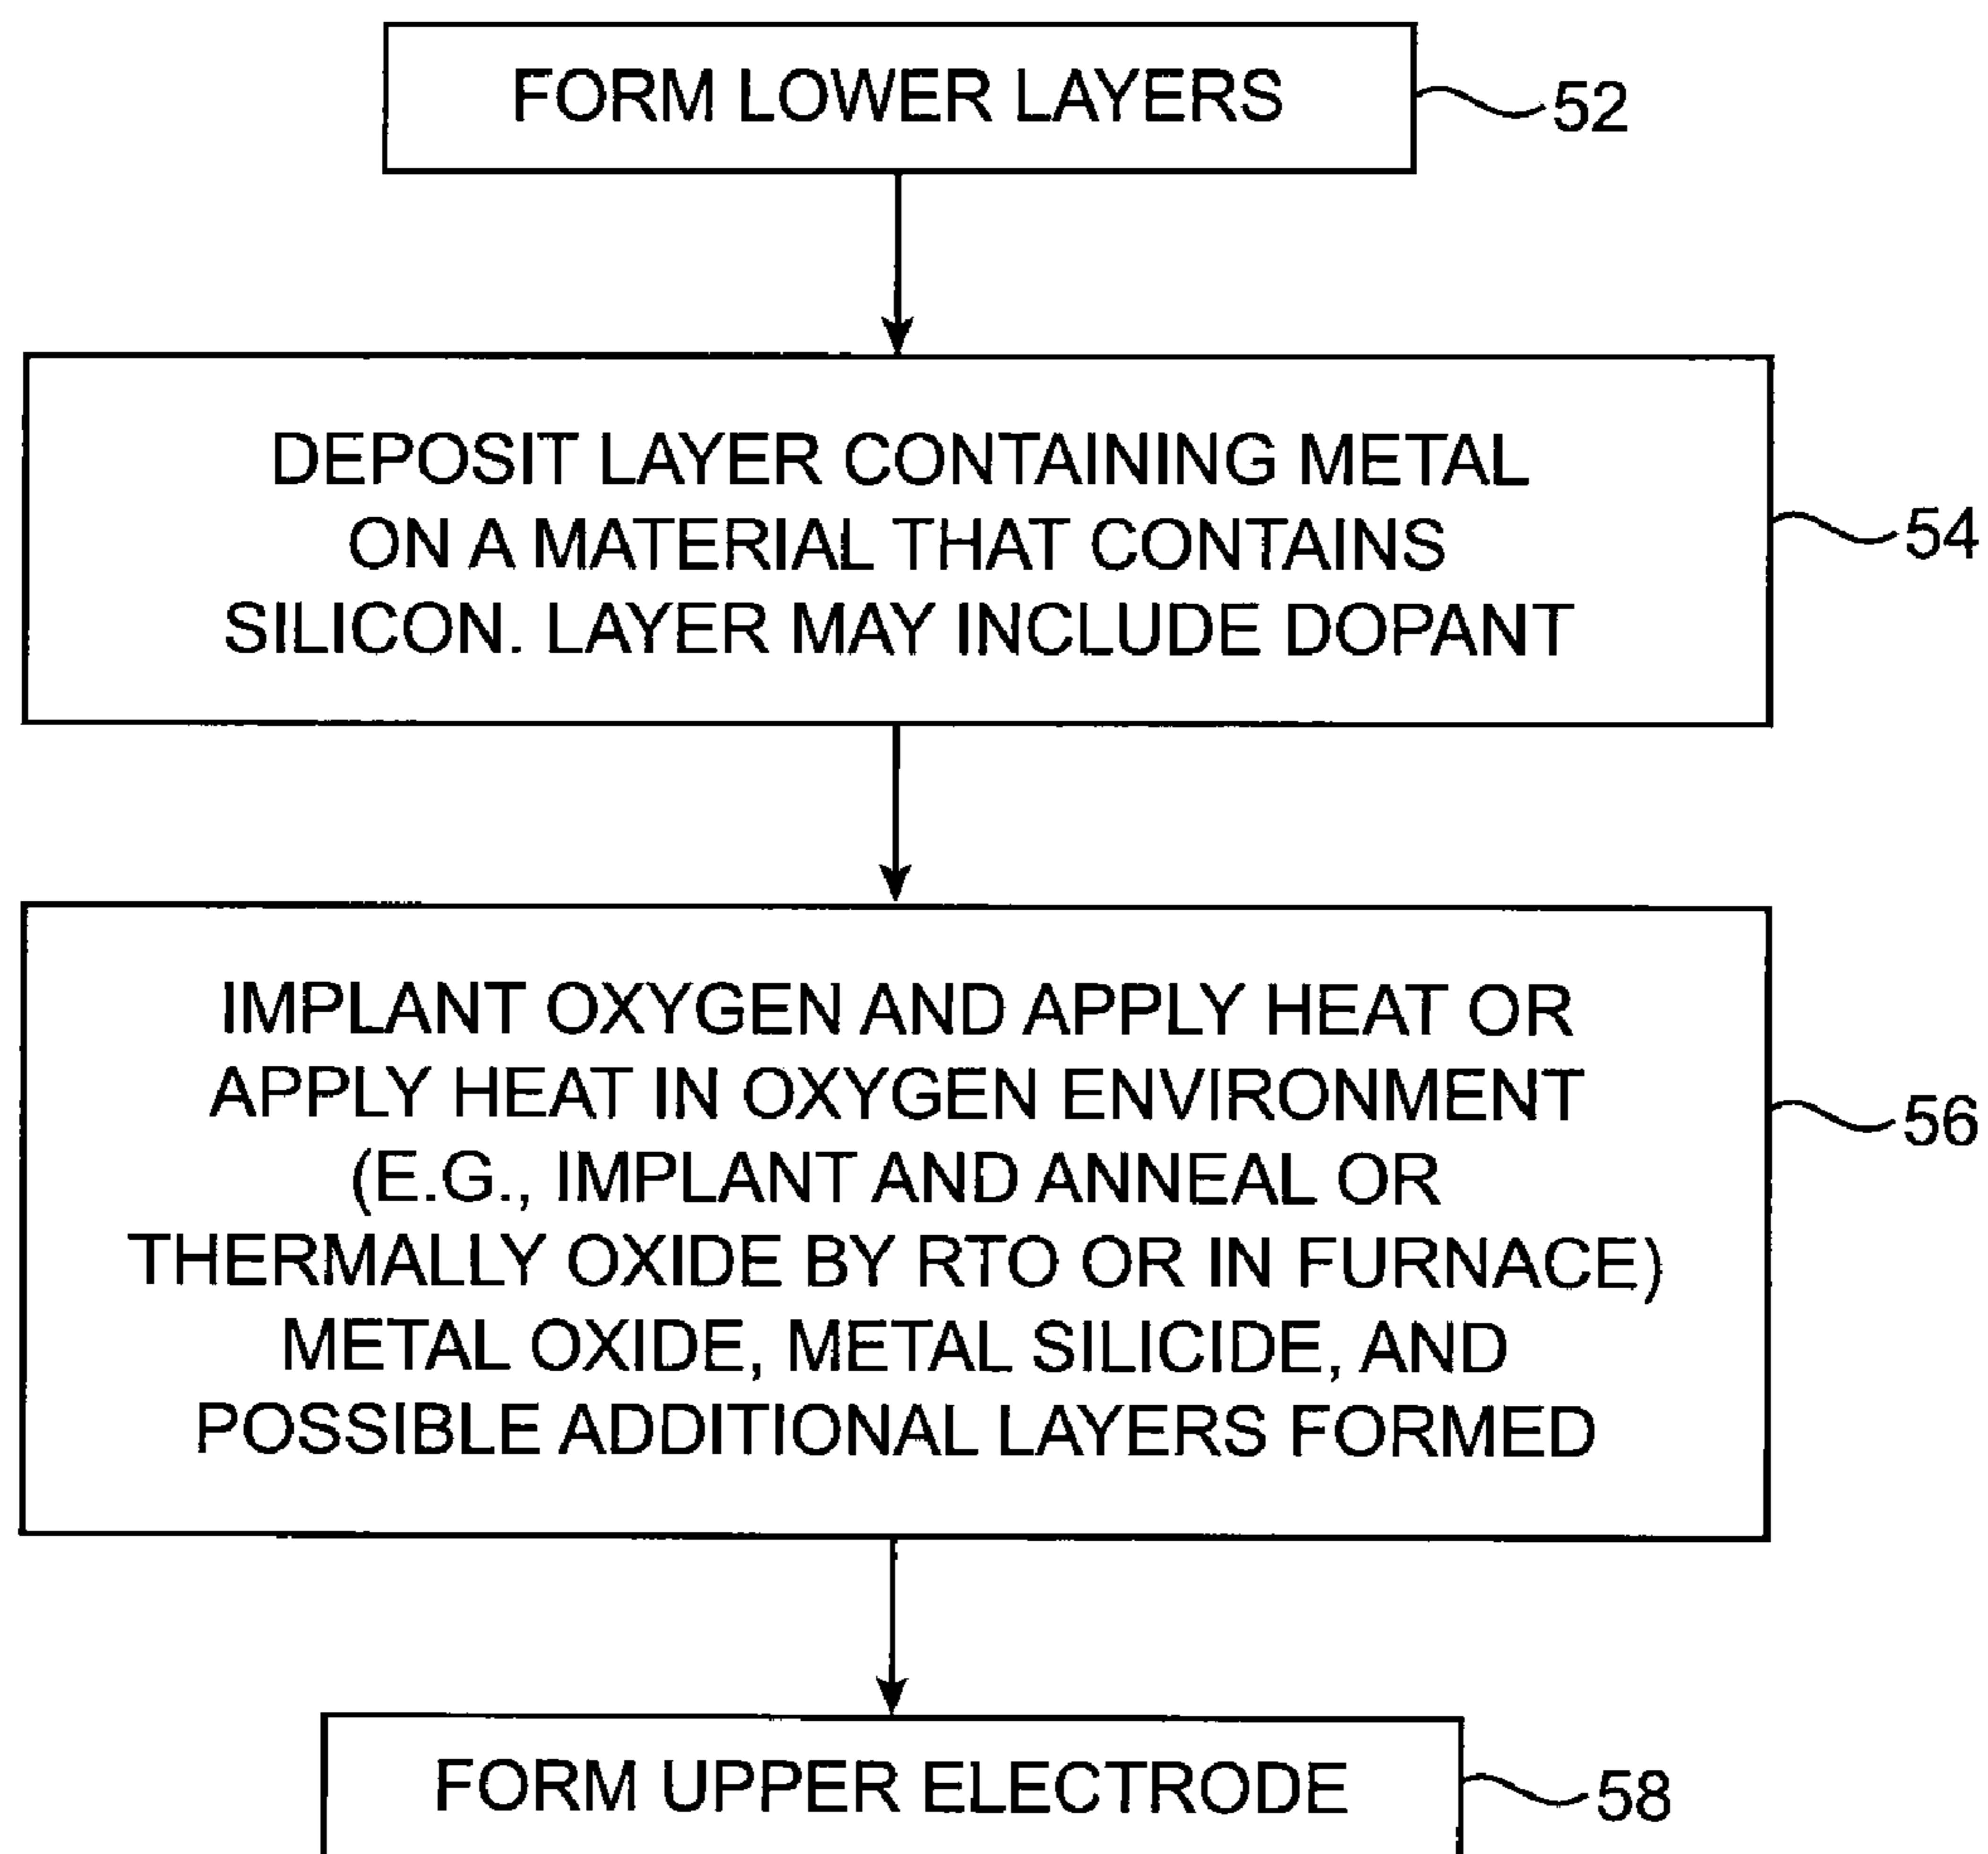 FORM LOWER LAYERS
52
DEPOSIT LAYER CONTAINING METAL
ON A MATERIAL THAT CONTAINS
SILICON. LAYER MAY INCLUDE DOPANT
54
IMPLANT OXYGEN AND APPLY HEAT OR
APPLY HEAT IN OXYGEN ENVIRONMENT
(E.G., IMPLANT AND ANNEAL OR
THERMALLY OXIDE BY RTO OR IN FURNACE)
METAL OXIDE, METAL SILICIDE, AND
POSSIBLE ADDITIONAL LAYERS FORMED
56
FORM UPPER ELECTRODE
58